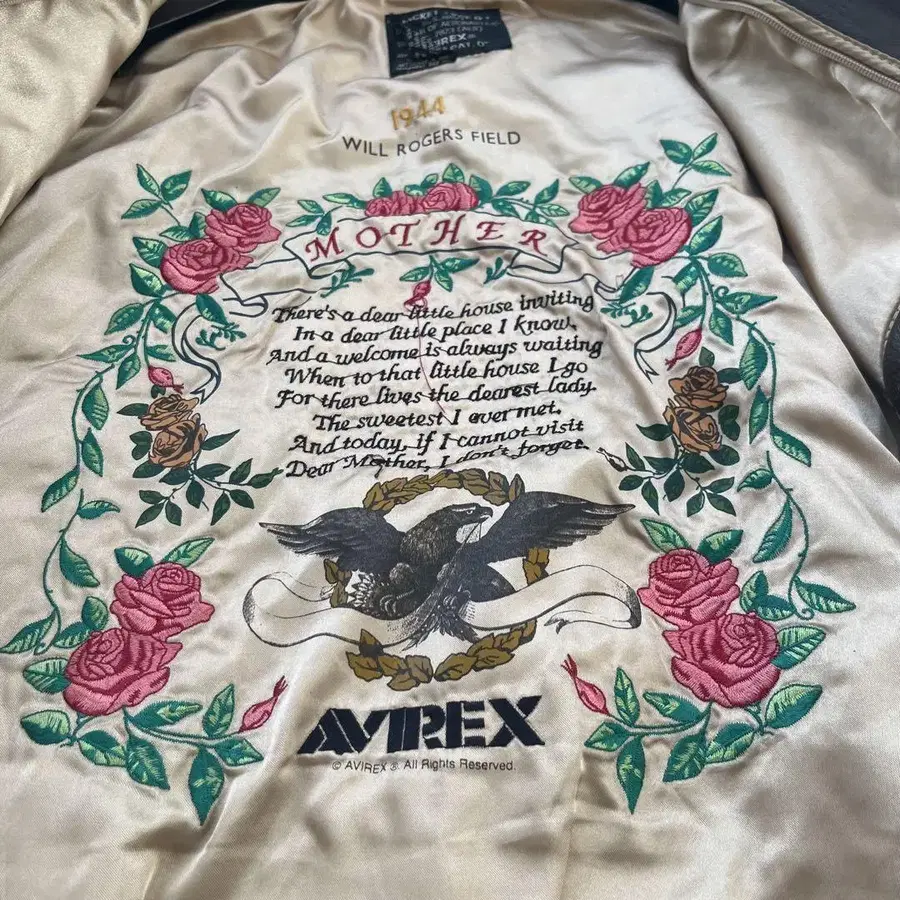 JACKET
AVIREX
1944
WILL ROGERS FIELD
MOTHER
There's a dear little house inviting
In a dear little place I know,
And a welcome is always waiting
When to that little house I go
For there lives the dearest lady
The sweetest I ever met,
And today, if I cannot visit
Dear Mother, I don't forget
AVIREX
© AVIREX ®. All Rights Reserved.